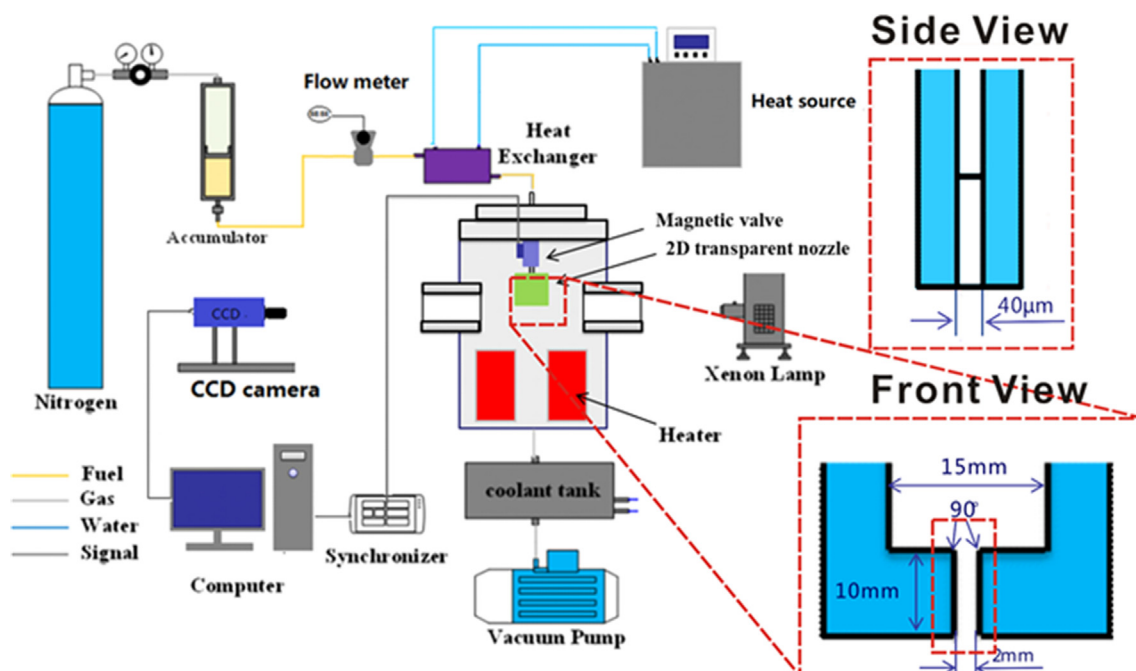 Side View
40μm
Flow meter
Heat
Exchanger
Heat source
Accumulator
Magnetic valve
2D transparent nozzle
CCD
CCD camera
Nitrogen
Xenon Lamp
Front View
Heater
15mm
90°
10mm
2mm
Fuel
Gas
Water
Signal
Computer
Synchronizer
coolant tank
Vacuum Pump